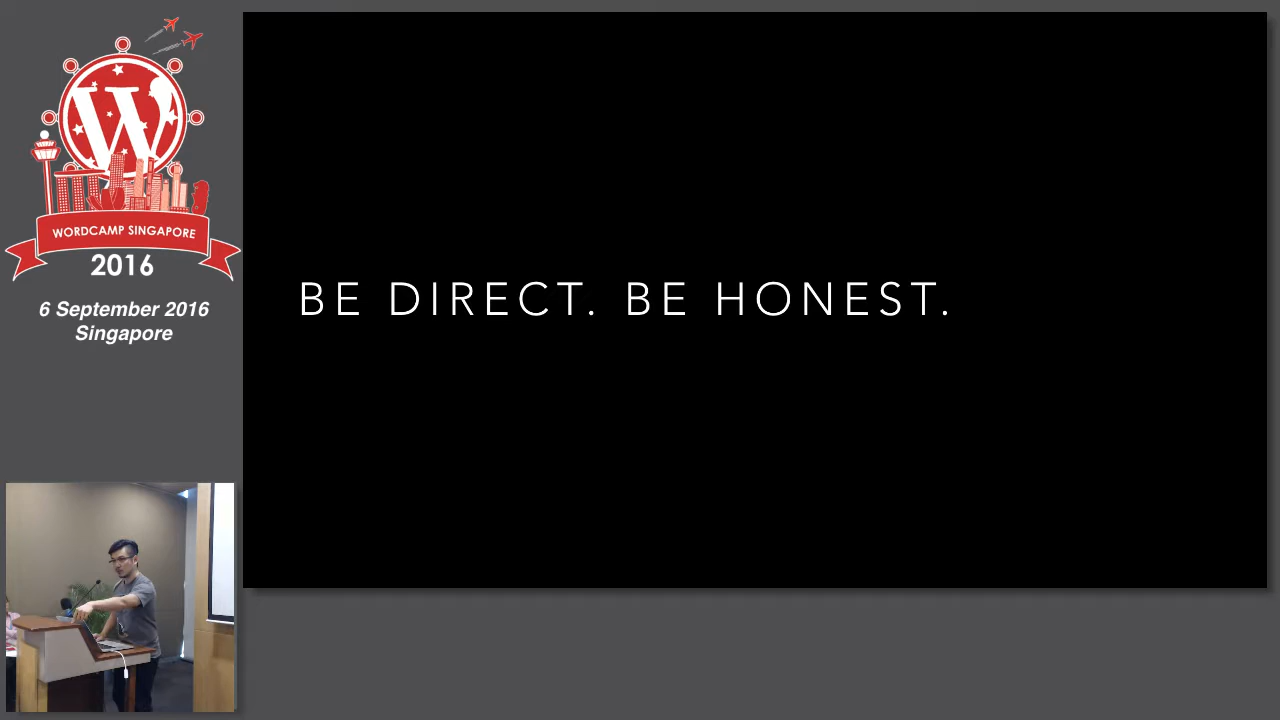 W
WORDCAMP SINGAPORE
2016
6 September 2016
Singapore
BE DIRECT. BE HONEST.